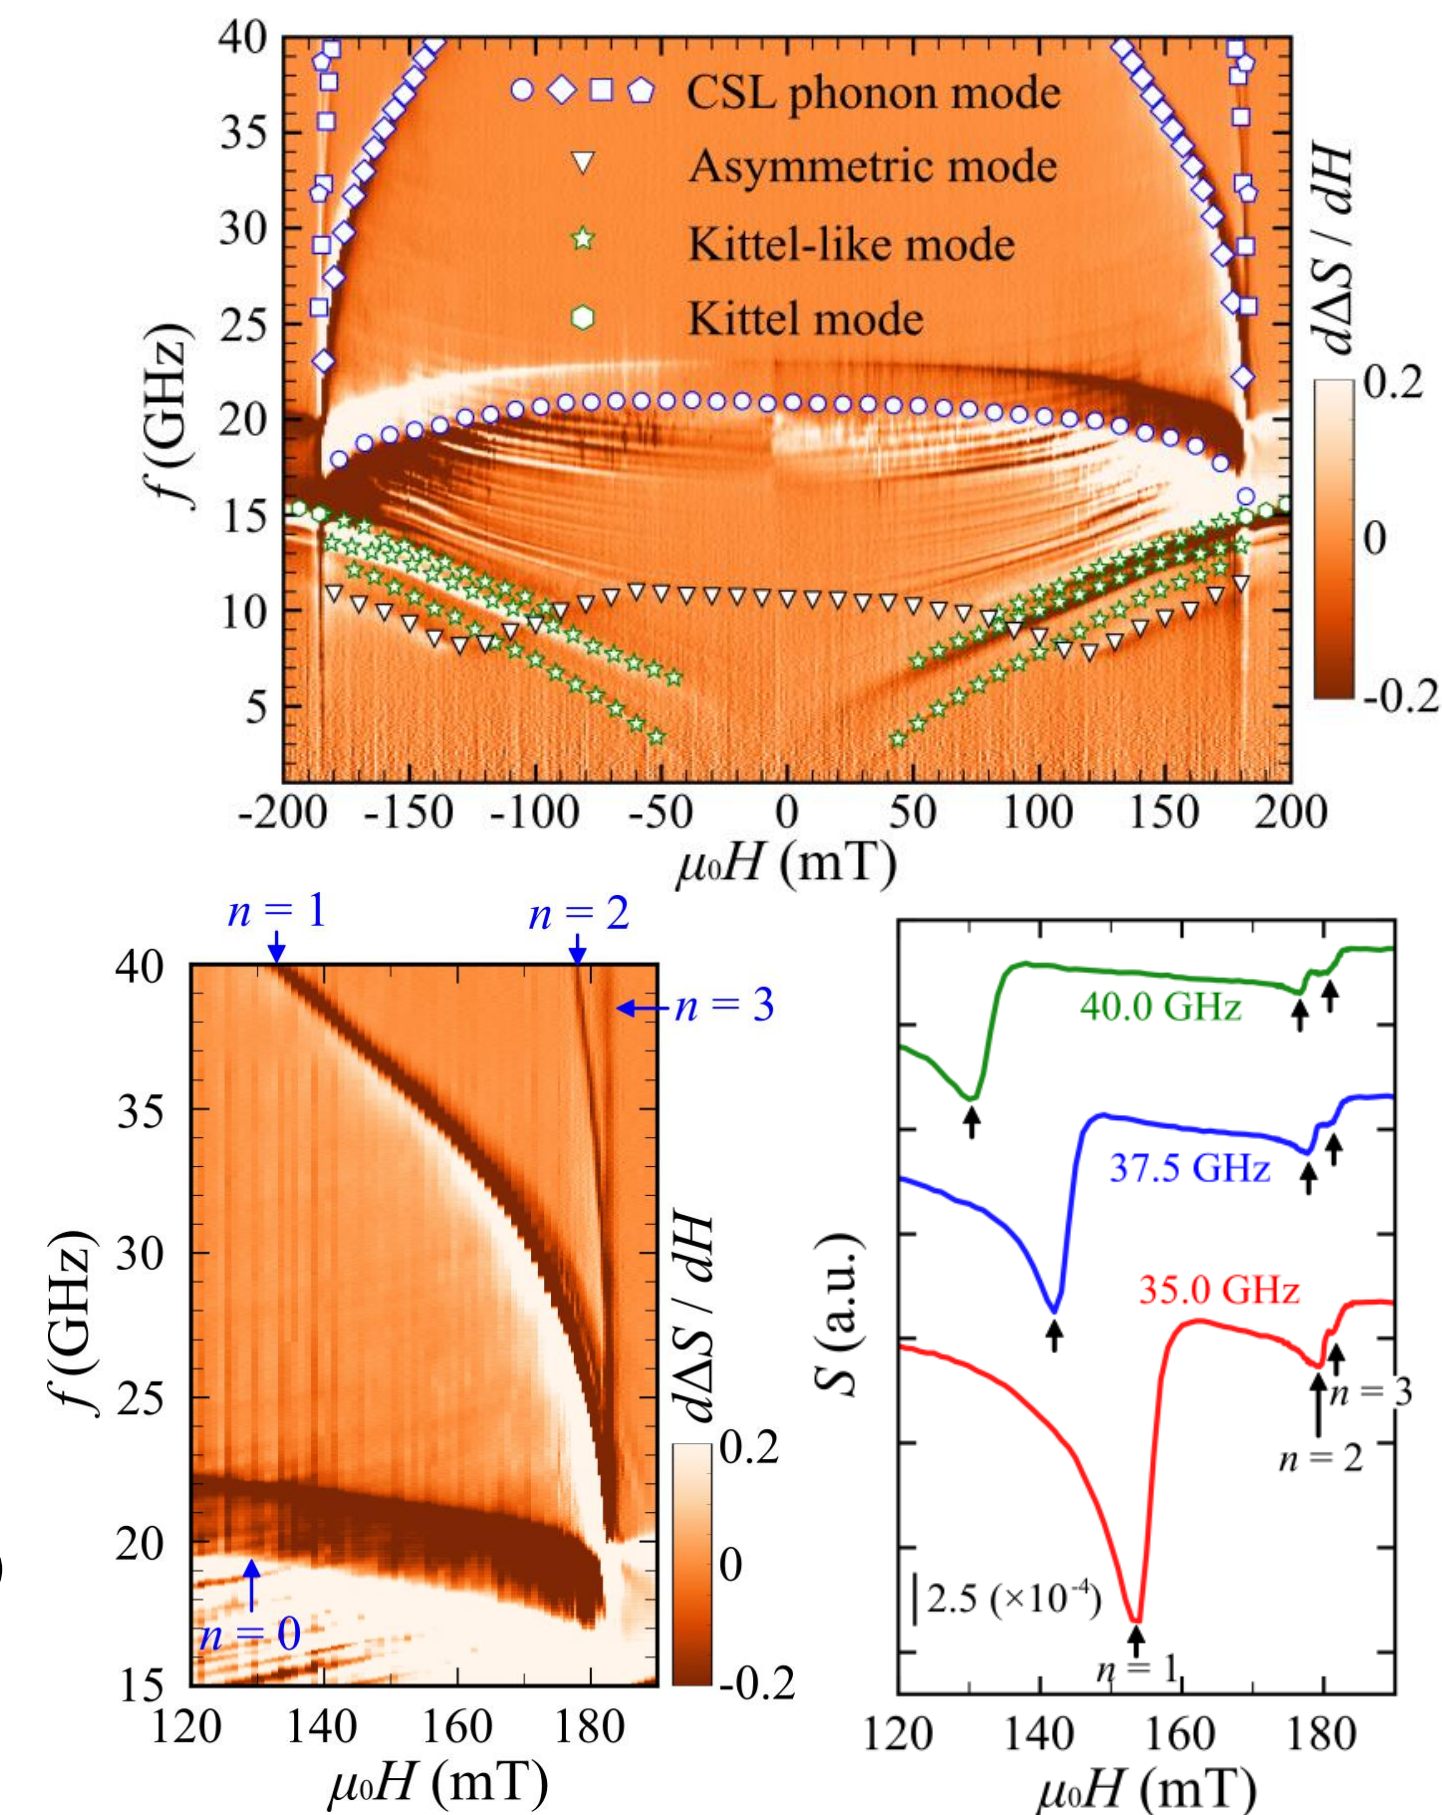 40
35
30
25
20
15
10
5
f (GHz)
CSL phonon mode
Asymmetric mode
Kittel-like mode
Kittel mode
dΔS / dH
0.2
0
-0.2
-200 -150 -100 -50 0 50 100 150 200
μ0H (mT)
n = 1
n = 2
n = 3
n = 0
40
35
30
25
20
15
f (GHz)
dΔS / dH
0.2
0
-0.2
120 140 160 180
μ0H (mT)
S (a.u.)
40.0 GHz
37.5 GHz
35.0 GHz
n = 3
n = 2
2.5 (×10-4)
n = 1
120 140 160 180
μ0H (mT)
)